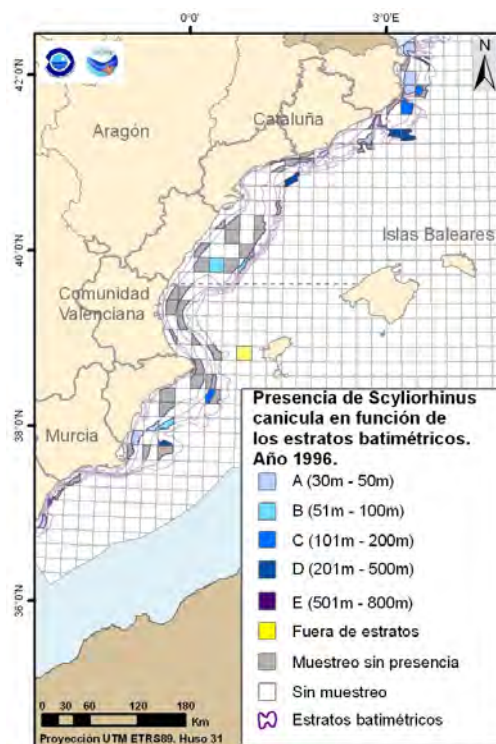 0°0'
3°0'E
N
42°0'N
Cataluña
Aragón
40°0'N
Islas Baleares
Comunidad
Valenciana
38°0'N
Murcia
36°0'N
Presencia de Scyliorhinus
canicula en función de
los estratos batimétricos.
Año 1996.
A (30m - 50m)
B (51m - 100m)
C (101m - 200m)
D (201m - 500m)
E (501m - 800m)
Fuera de estratos
Muestreo sin presencia
Sin muestreo
Estratos batimétricos
0 30 60 120 180
Km
Proyección UTM ETRS89. Huso 31